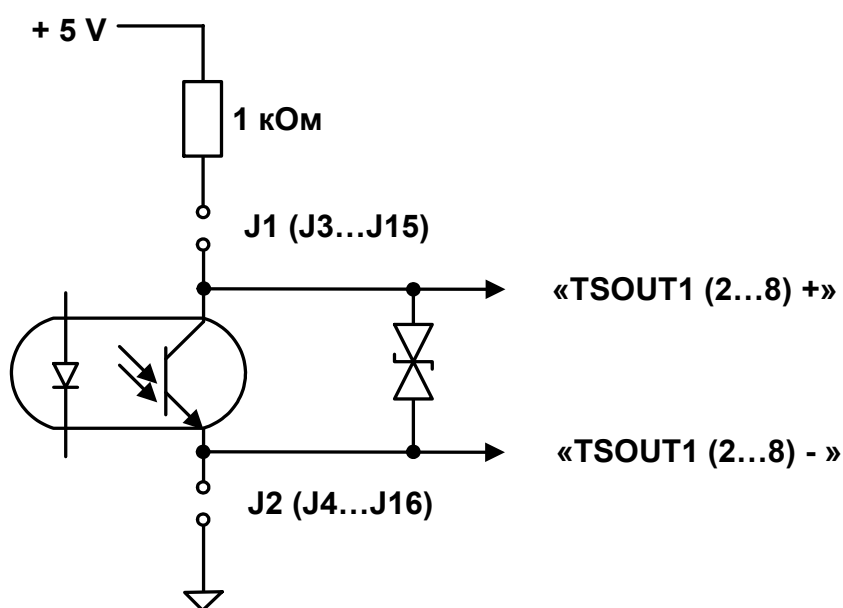 + 5 V
1 кОм
J1 (J3...J15)
«TSOUT1 (2...8) +»
«TSOUT1 (2...8) - »
J2 (J4...J16)